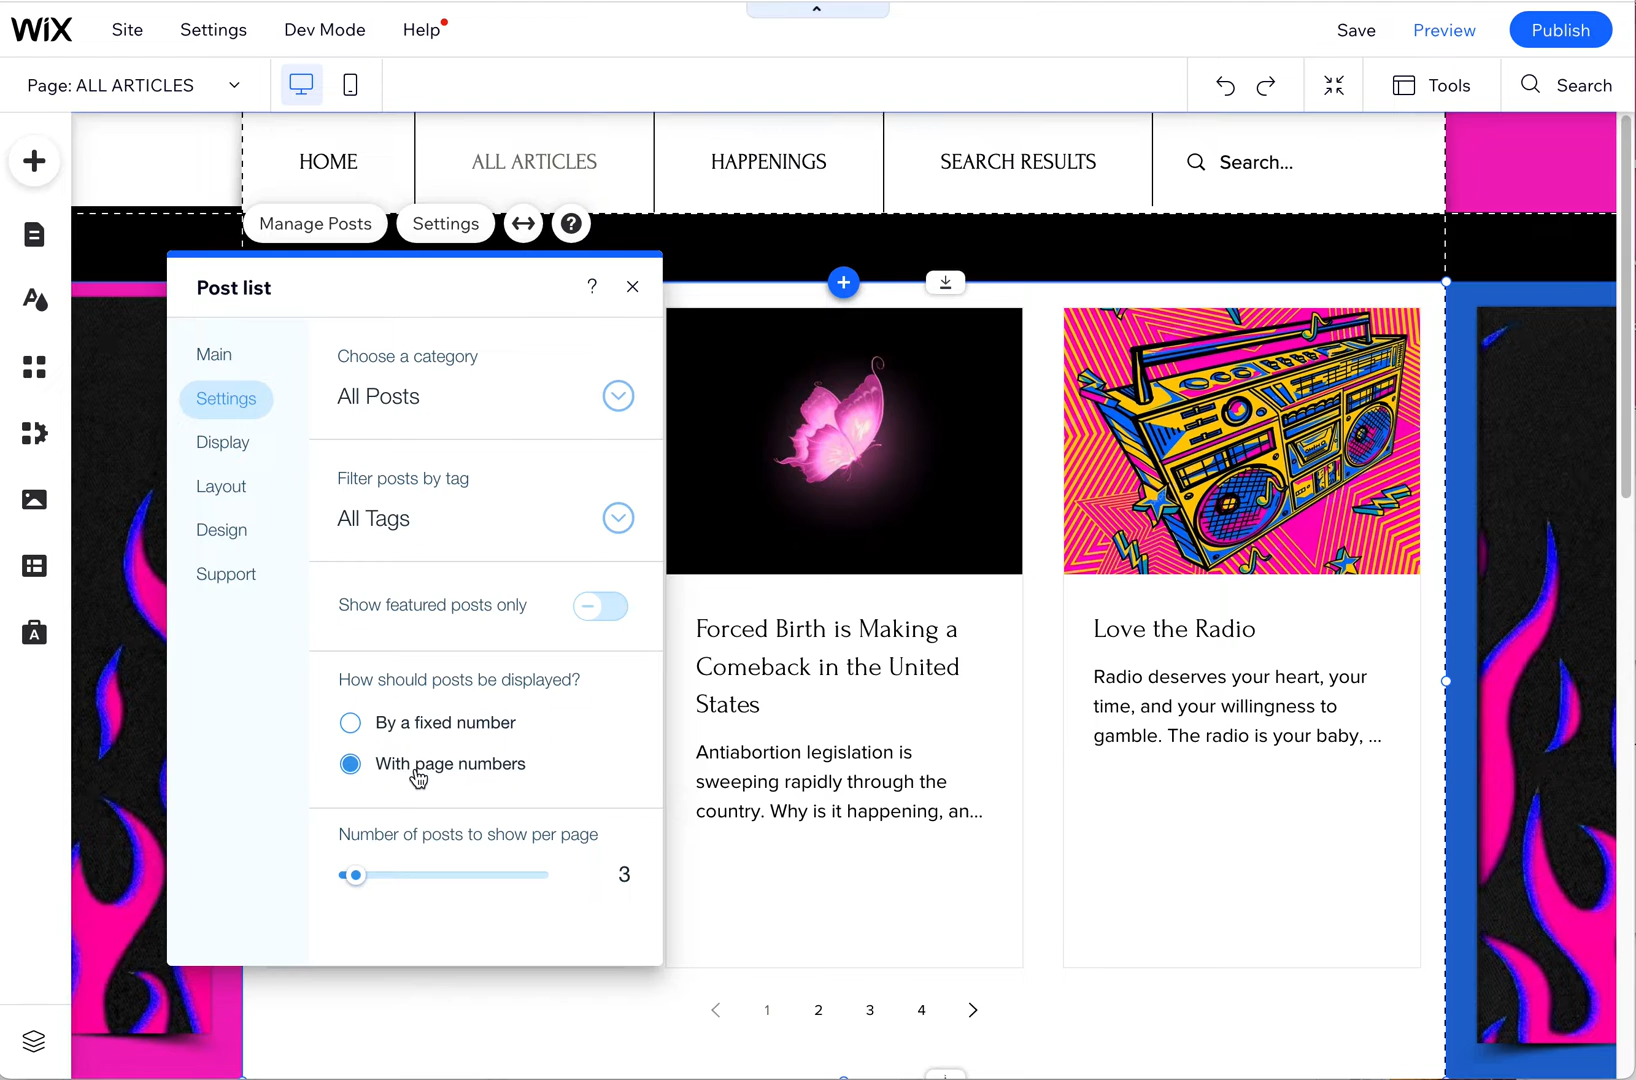 WiX
Site
Settings
Dev Mode
Help
Save
Preview
Publish
Page: ALL ARTICLES
Tools
Search
HOME
ALL ARTICLES
HAPPENINGS
SEARCH RESULTS
Search...
Manage Posts
Settings
?
Post list
?
Main
Settings
Display
Layout
Design
Support
Choose a category
All Posts
Filter posts by tag
All Tags
Show featured posts only
How should posts be displayed?
By a fixed number
With page numbers
Number of posts to show per page
3
Forced Birth is Making a
Comeback in the United
States
Antiabortion legislation is
sweeping rapidly through the
country. Why is it happening, an...
Love the Radio
Radio deserves your heart, your
time, and your willingness to
gamble. The radio is your baby, ...
1 2 3 4
A